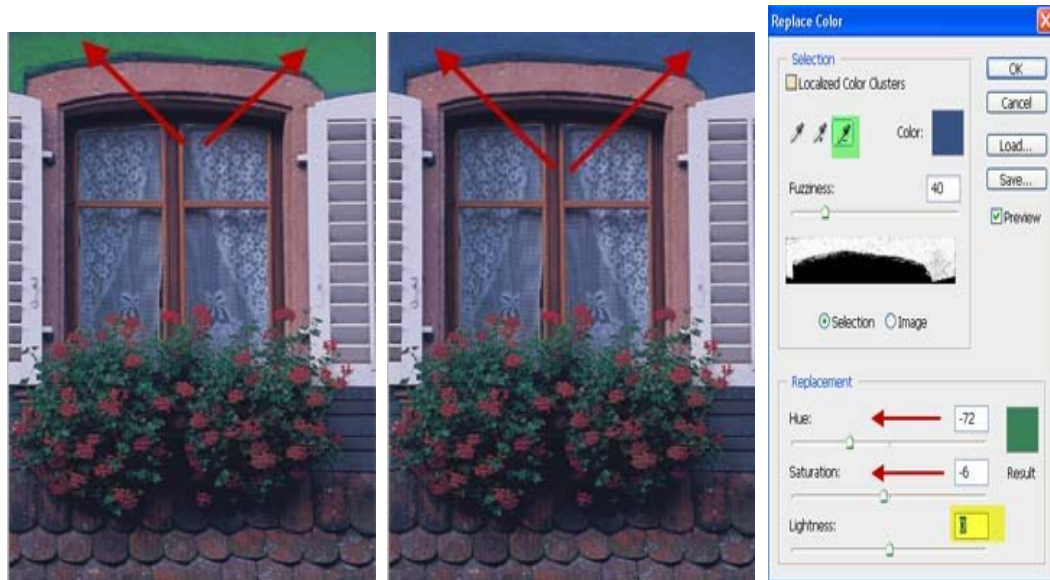 Replace Color
Selection
Localized Color Clusters
OK
Cancel
Color:
Load...
Save...
Fuzziness:
40
Preview
Selection
Image
Replacement
Hue:
-72
Saturation:
-6
Result
Lightness: